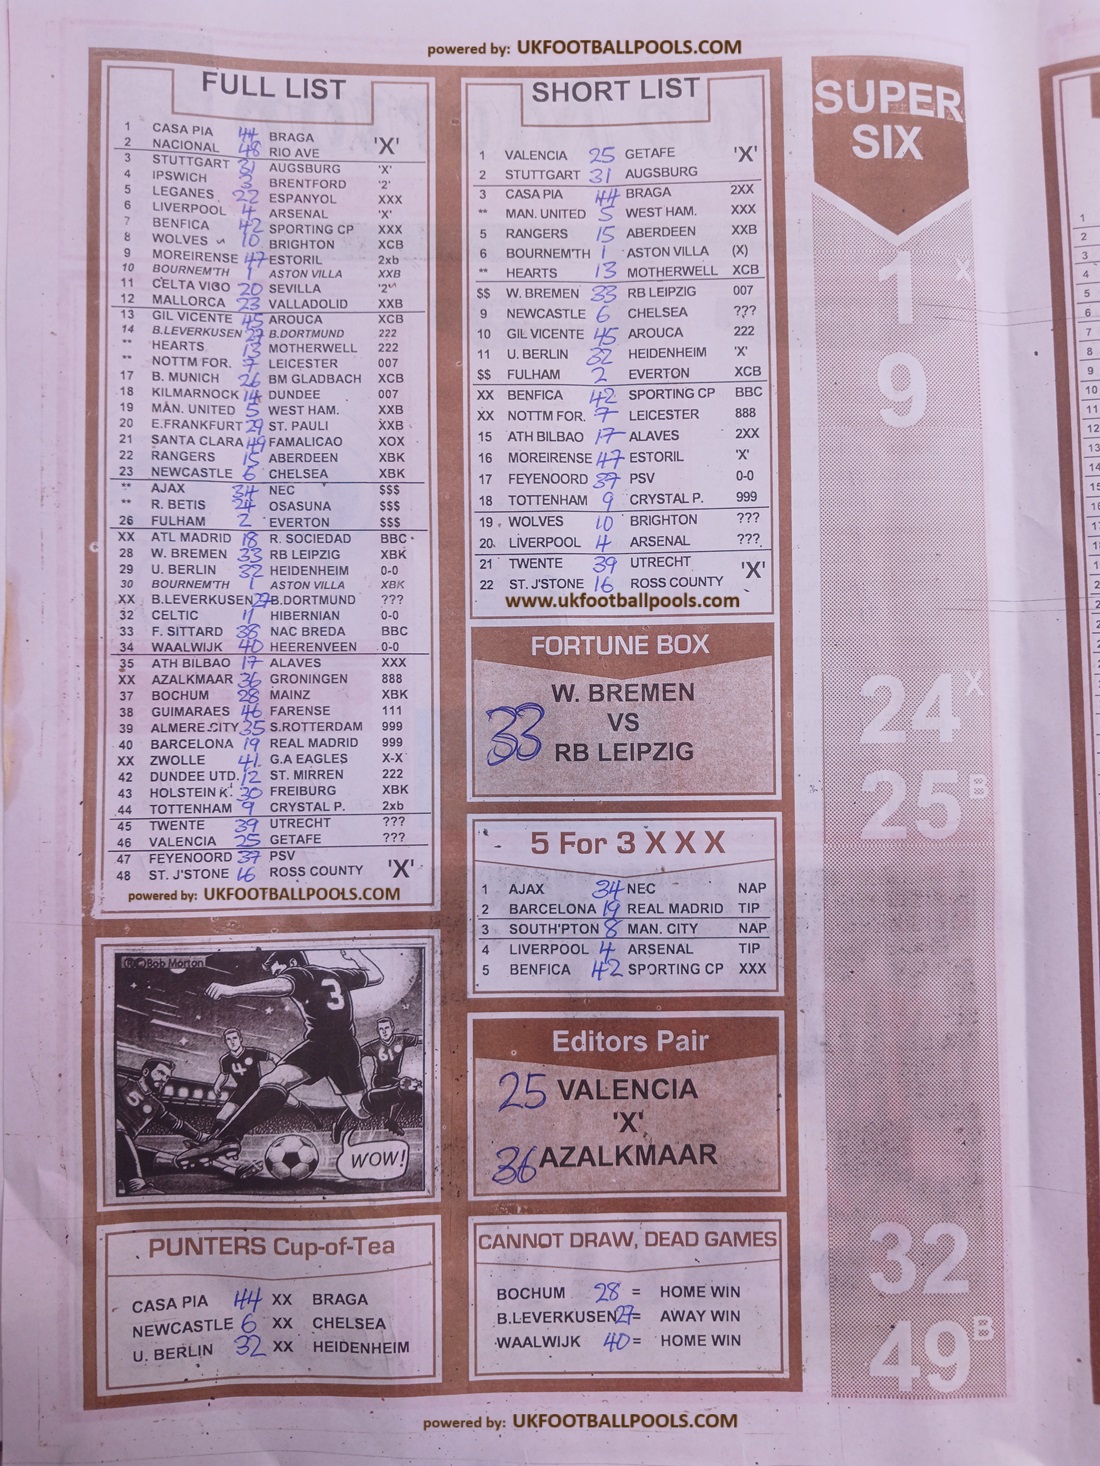 powered by: UKFOOTBALLPOOLS.COM
FULL LIST
1 CASA PIA 44 BRAGA
2 NACIONAL 48 RIO AVE 'X'
3 STUTTGART 31 AUGSBURG 'X'
4 IPSWICH 3 BRENTFORD '2'
5 LEGANES 22 ESPANYOL XXX
6 LIVERPOOL 4 ARSENAL 'X'
7 BENFICA 42 SPORTING CP XXX
8 WOLVES 10 BRIGHTON XCB
9 MOREIRENSE 47 ESTORIL 2xb
10 BOURNEM'TH 1 ASTON VILLA XXB
11 CELTA VIGO 20 SEVILLA '2'
12 MALLORCA 23 VALLADOLID XXB
13 GIL VICENTE 45 AROUCA XCB
14 B.LEVERKUSEN 27 B.DORTMUND 222
** HEARTS 13 MOTHERWELL 222
** NOTTM FOR. 7 LEICESTER 007
17 B. MUNICH 26 BM GLADBACH XCB
18 KILMARNOCK 14 DUNDEE 007
19 MAN. UNITED 5 WEST HAM. XXB
20 E.FRANKFURT 29 ST. PAULI XXB
21 SANTA CLARA 49 FAMALICAO XOX
22 RANGERS 15 ABERDEEN XBK
23 NEWCASTLE 6 CHELSEA XBK
** AJAX 34 NEC $$$
** R. BETIS 24 OSASUNA $$$
26 FULHAM 2 EVERTON $$$
XX ATL MADRID 18 R. SOCIEDAD BBC
28 W. BREMEN 33 RB LEIPZIG XBK
29 U. BERLIN 32 HEIDENHEIM 0-0
30 BOURNEM'TH 1 ASTON VILLA XBK
XX B.LEVERKUSEN 27 B.DORTMUND ???
32 CELTIC 11 HIBERNIAN 0-0
33 F. SITTARD 38 NAC BREDA BBC
34 WAALWIJK 40 HEERENVEEN 0-0
35 ATH BILBAO 17 ALAVES XXX
XX AZALKMAAR 36 GRONINGEN 888
37 BOCHUM 28 MAINZ XBK
38 GUIMARAES 46 FARENSE 111
39 ALMERE.CITY 35 S.ROTTERDAM 999
40 BARCELONA 19 REAL MADRID 999
XX ZWOLLE 41 G.A EAGLES X-X
42 DUNDEE UTD. 12 ST. MIRREN 222
43 HOLSTEIN K. 30 FREIBURG XBK
44 TOTTENHAM 9 CRYSTAL P. 2xb
45 TWENTE 39 UTRECHT ???
46 VALENCIA 25 GETAFE ???
47 FEYENOORD 37 PSV
48 ST. J'STONE 16 ROSS COUNTY 'X'
powered by: UKFOOTBALLPOOLS.COM
©Bob Morton
3
4
5
61
WOW!
PUNTERS Cup-of-Tea
CASA PIA 44 XX BRAGA
NEWCASTLE 6 XX CHELSEA
U. BERLIN 32 XX HEIDENHEIM
SHORT LIST
1 VALENCIA 25 GETAFE 'X'
2 STUTTGART 31 AUGSBURG
3 CASA PIA 44 BRAGA 2XX
** MAN. UNITED 5 WEST HAM. XXX
5 RANGERS 15 ABERDEEN XXB
6 BOURNEM'TH 1 ASTON VILLA (X)
** HEARTS 13 MOTHERWELL XCB
$$ W. BREMEN 33 RB LEIPZIG 007
9 NEWCASTLE 6 CHELSEA ???
10 GIL VICENTE 45 AROUCA 222
11 U. BERLIN 32 HEIDENHEIM 'X'
$$ FULHAM 2 EVERTON XCB
XX BENFICA 42 SPORTING CP BBC
XX NOTTM FOR. 7 LEICESTER 888
15 ATH BILBAO 17 ALAVES 2XX
16 MOREIRENSE 47 ESTORIL 'X'
17 FEYENOORD 37 PSV 0-0
18 TOTTENHAM 9 CRYSTAL P. 999
19 WOLVES 10 BRIGHTON ???
20 LIVERPOOL 4 ARSENAL ???
21 TWENTE 39 UTRECHT 'X'
22 ST. J'STONE 16 ROSS COUNTY
www.ukfootballpools.com
FORTUNE BOX
W. BREMEN
33 VS
RB LEIPZIG
5 For 3 X X X
1 AJAX 34 NEC NAP
2 BARCELONA 19 REAL MADRID TIP
3 SOUTH'PTON 8 MAN. CITY NAP
4 LIVERPOOL 4 ARSENAL TIP
5 BENFICA 42 SPORTING CP XXX
Editors Pair
25 VALENCIA
'X'
36 AZALKMAAR
CANNOT DRAW, DEAD GAMES
BOCHUM 28 = HOME WIN
B.LEVERKUSEN 27 = AWAY WIN
WAALWIJK 40 = HOME WIN
SUPER
SIX
1 X
9
24 X
25 B
32
49 B
1
2
3
4
5
6
7
8
9
10
11
12
13
14
15
powered by: UKFOOTBALLPOOLS.COM